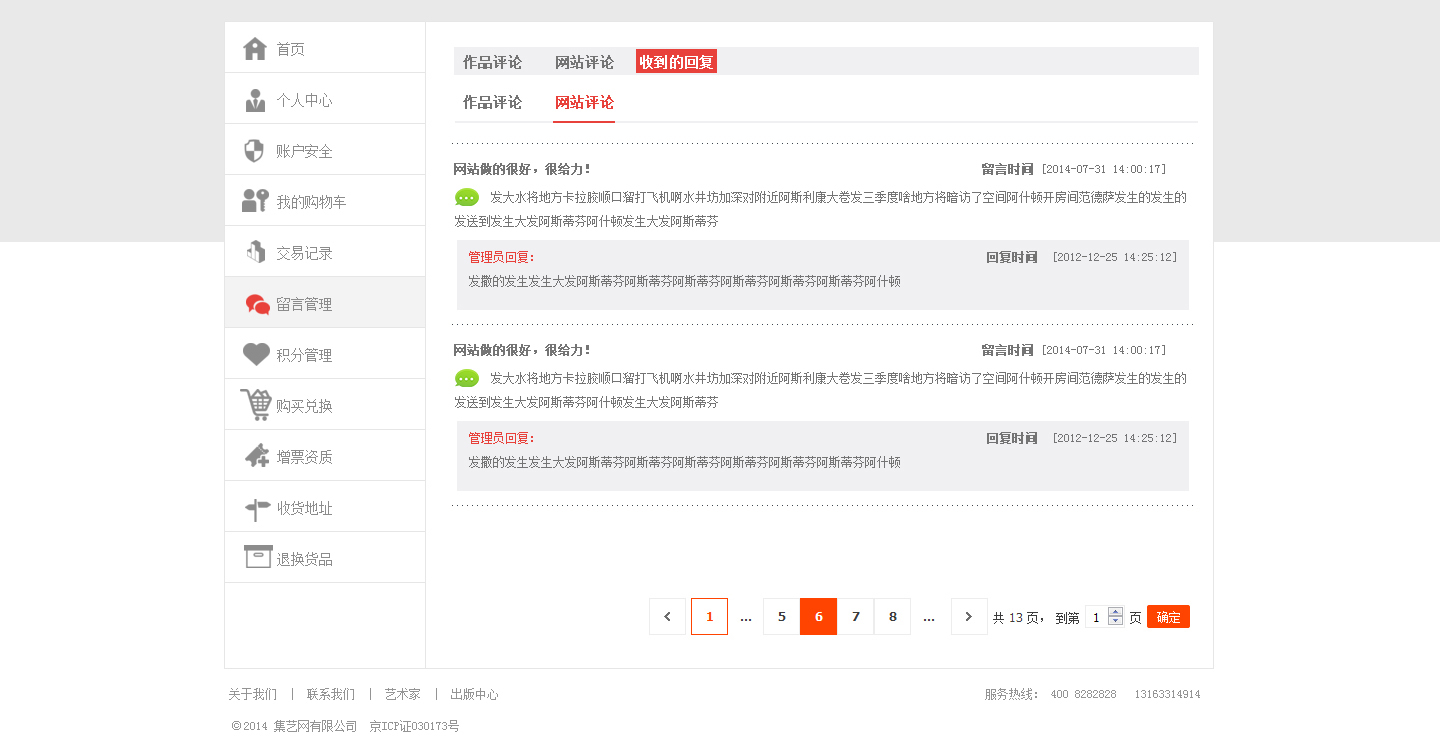 首页
个人中心
账户安全
我的购物车
交易记录
留言管理
积分管理
购买兑换
增票资质
收货地址
退换货品
作品评论 网站评论 收到的回复
作品评论 网站评论
网站做的很好，很给力！ 留言时间 [2014-07-31 14:00:17]
发大水将地方卡拉胶顺口溜打飞机啊水井坊加深对附近阿斯利康大卷发三季度啥地方将暗访了空间阿什顿开房间范德萨发生的发生的
发送到发生大发阿斯蒂芬阿什顿发生大发阿斯蒂芬
管理员回复： 回复时间 [2012-12-25 14:25:12]
发撒的发生发生大发阿斯蒂芬阿斯蒂芬阿斯蒂芬阿斯蒂芬阿斯蒂芬阿斯蒂芬阿什顿
网站做的很好，很给力！ 留言时间 [2014-07-31 14:00:17]
发大水将地方卡拉胶顺口溜打飞机啊水井坊加深对附近阿斯利康大卷发三季度啥地方将暗访了空间阿什顿开房间范德萨发生的发生的
发送到发生大发阿斯蒂芬阿什顿发生大发阿斯蒂芬
管理员回复： 回复时间 [2012-12-25 14:25:12]
发撒的发生发生大发阿斯蒂芬阿斯蒂芬阿斯蒂芬阿斯蒂芬阿斯蒂芬阿斯蒂芬阿什顿
< 1 ... 5 6 7 8 ... > 共 13 页， 到第 1 页 确定
关于我们 | 联系我们 | 艺术家 | 出版中心 服务热线： 400 8282828 13163314914
©2014 集艺网有限公司 京ICP证030173号